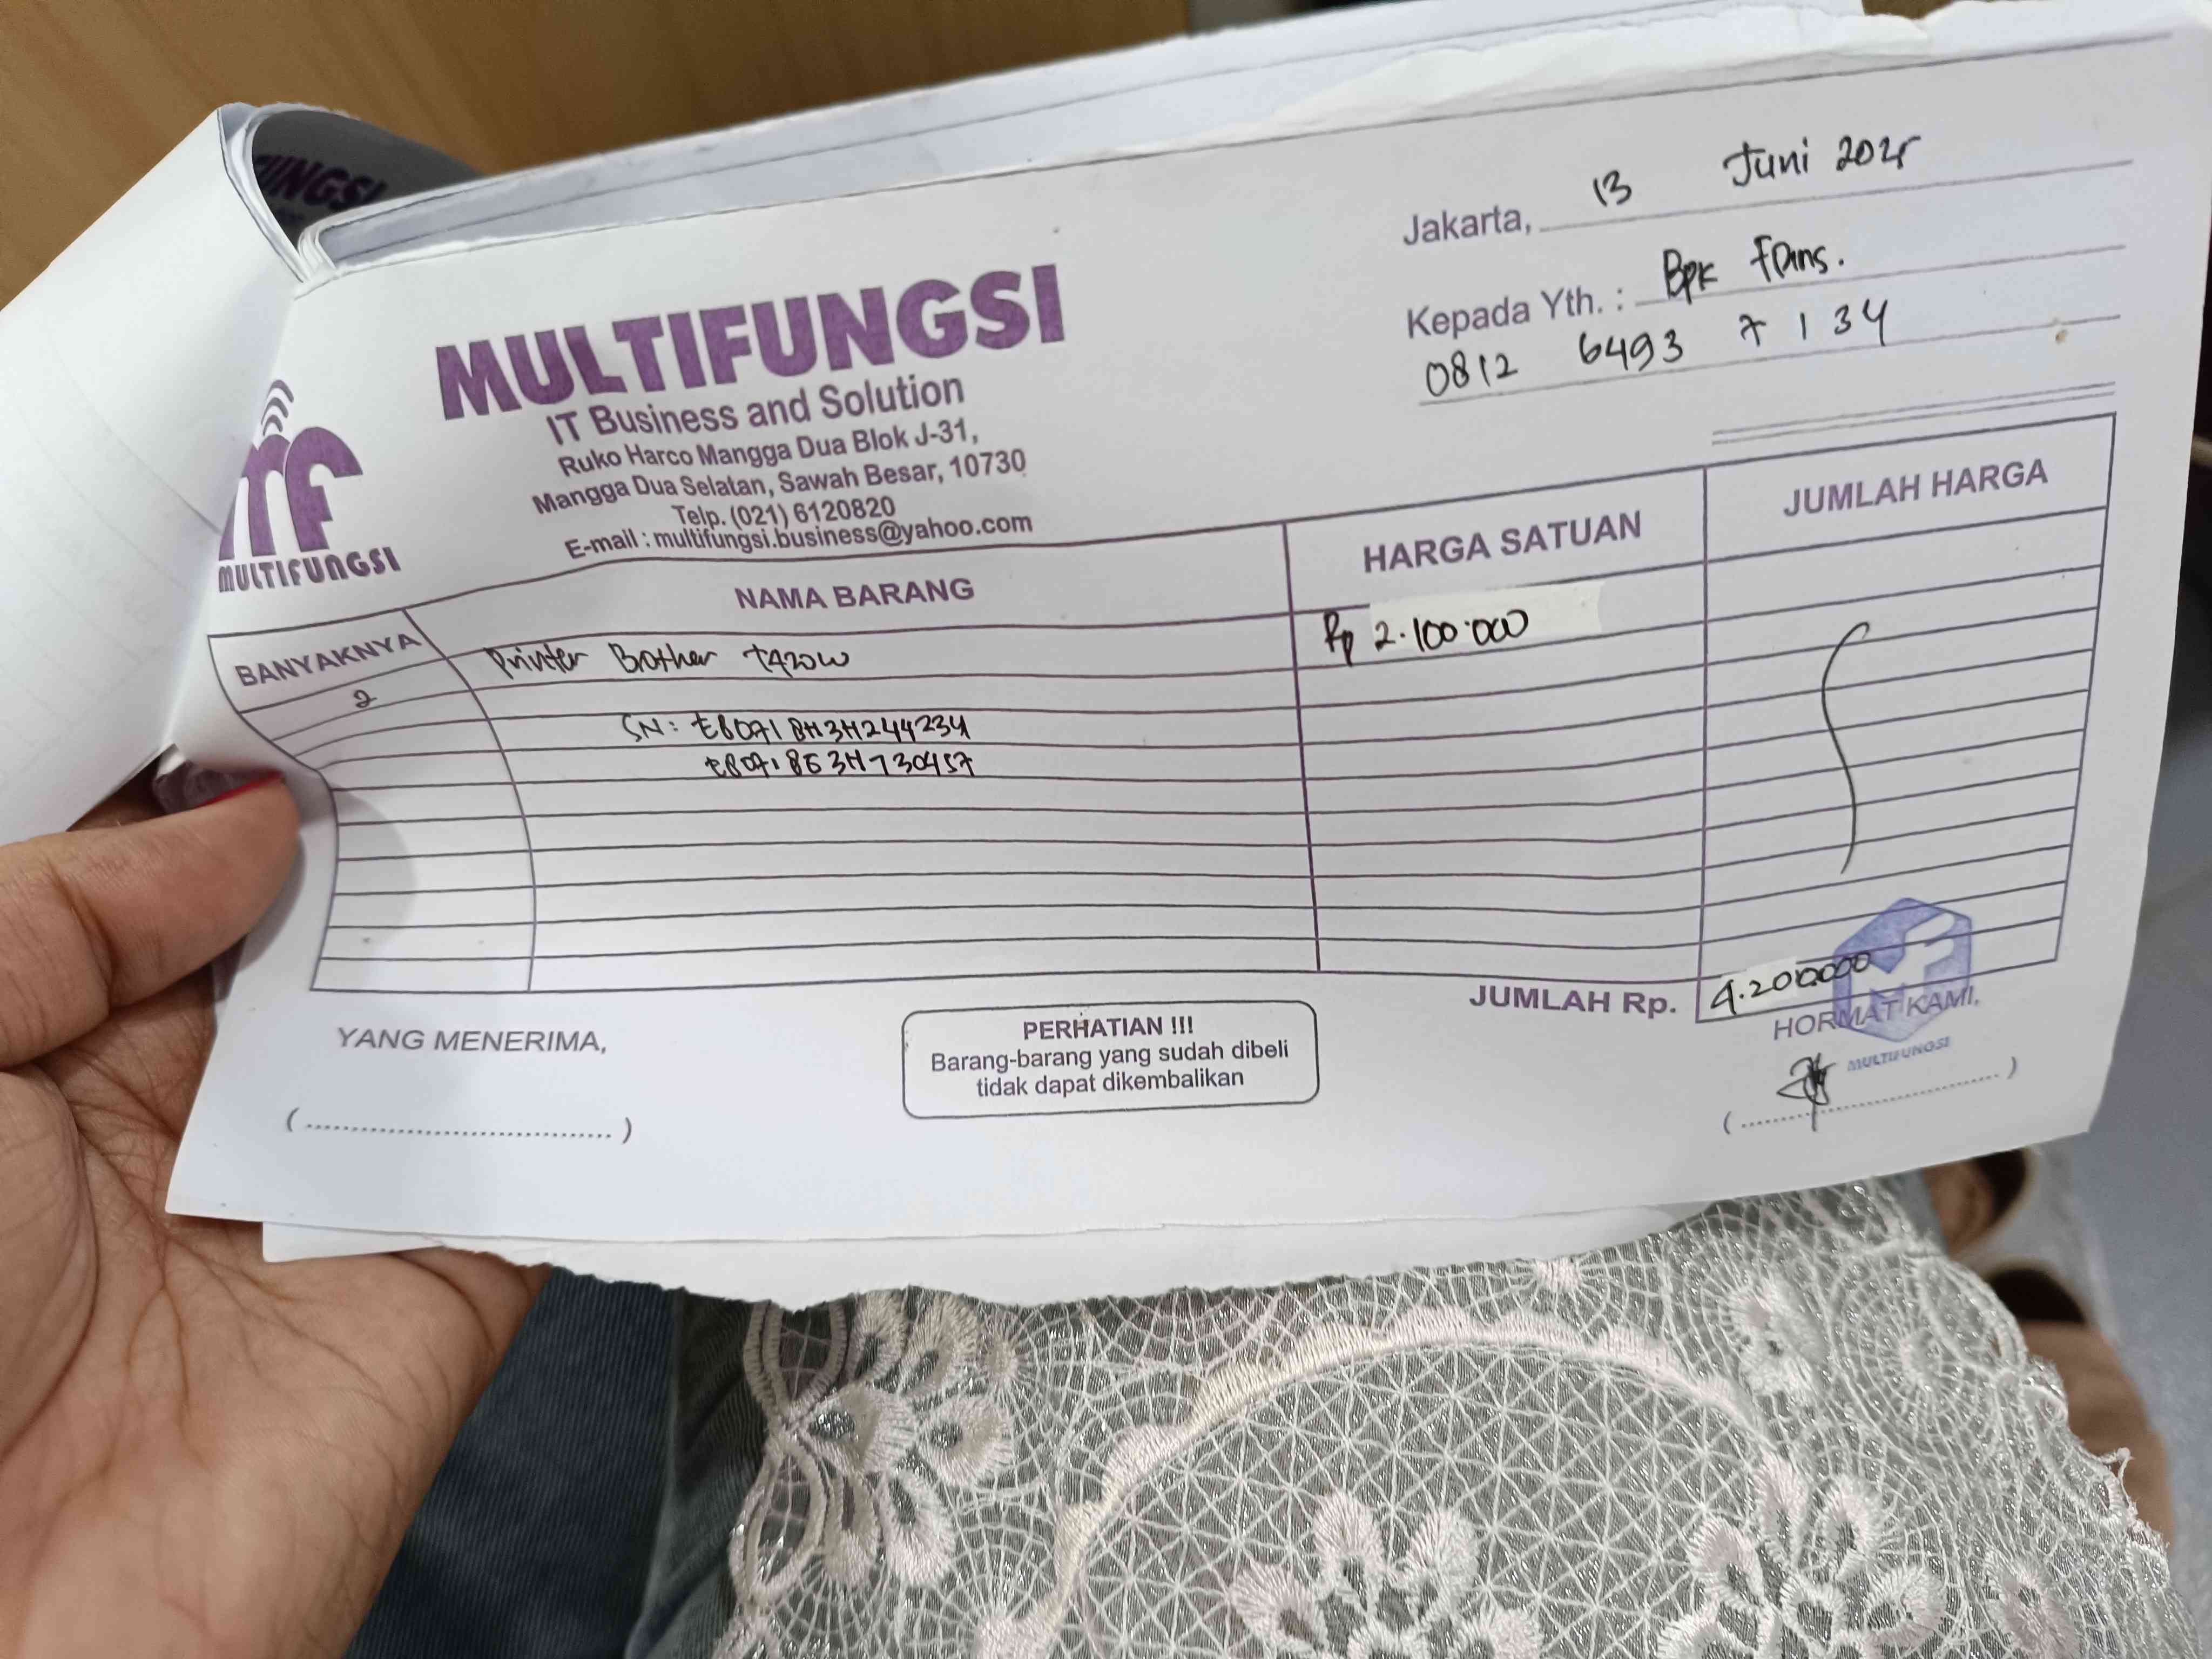 UNGSI
MULTIFUNGSI
MULTIFUNGSI
IT Business and Solution
Ruko Harco Mangga Dua Blok J-31,
Mangga Dua Selatan, Sawah Besar, 10730
Telp. (021) 6120820
E-mail : multifungsi.business@yahoo.com
Jakarta, 13 Juni 2025
Kepada Yth. : Bpk
0812 6493 7134
BANYAKNYA NAMA BARANG HARGA SATUAN JUMLAH HARGA
2 Printer Brother T420W Rp 2.100.000
SN:
JUMLAH Rp. 4.200.000
YANG MENERIMA,
(................................)
PERHATIAN !!!
Barang-barang yang sudah dibeli
tidak dapat dikembalikan
HORMAT KAMI,
MULTIFUNGSI
(................................)